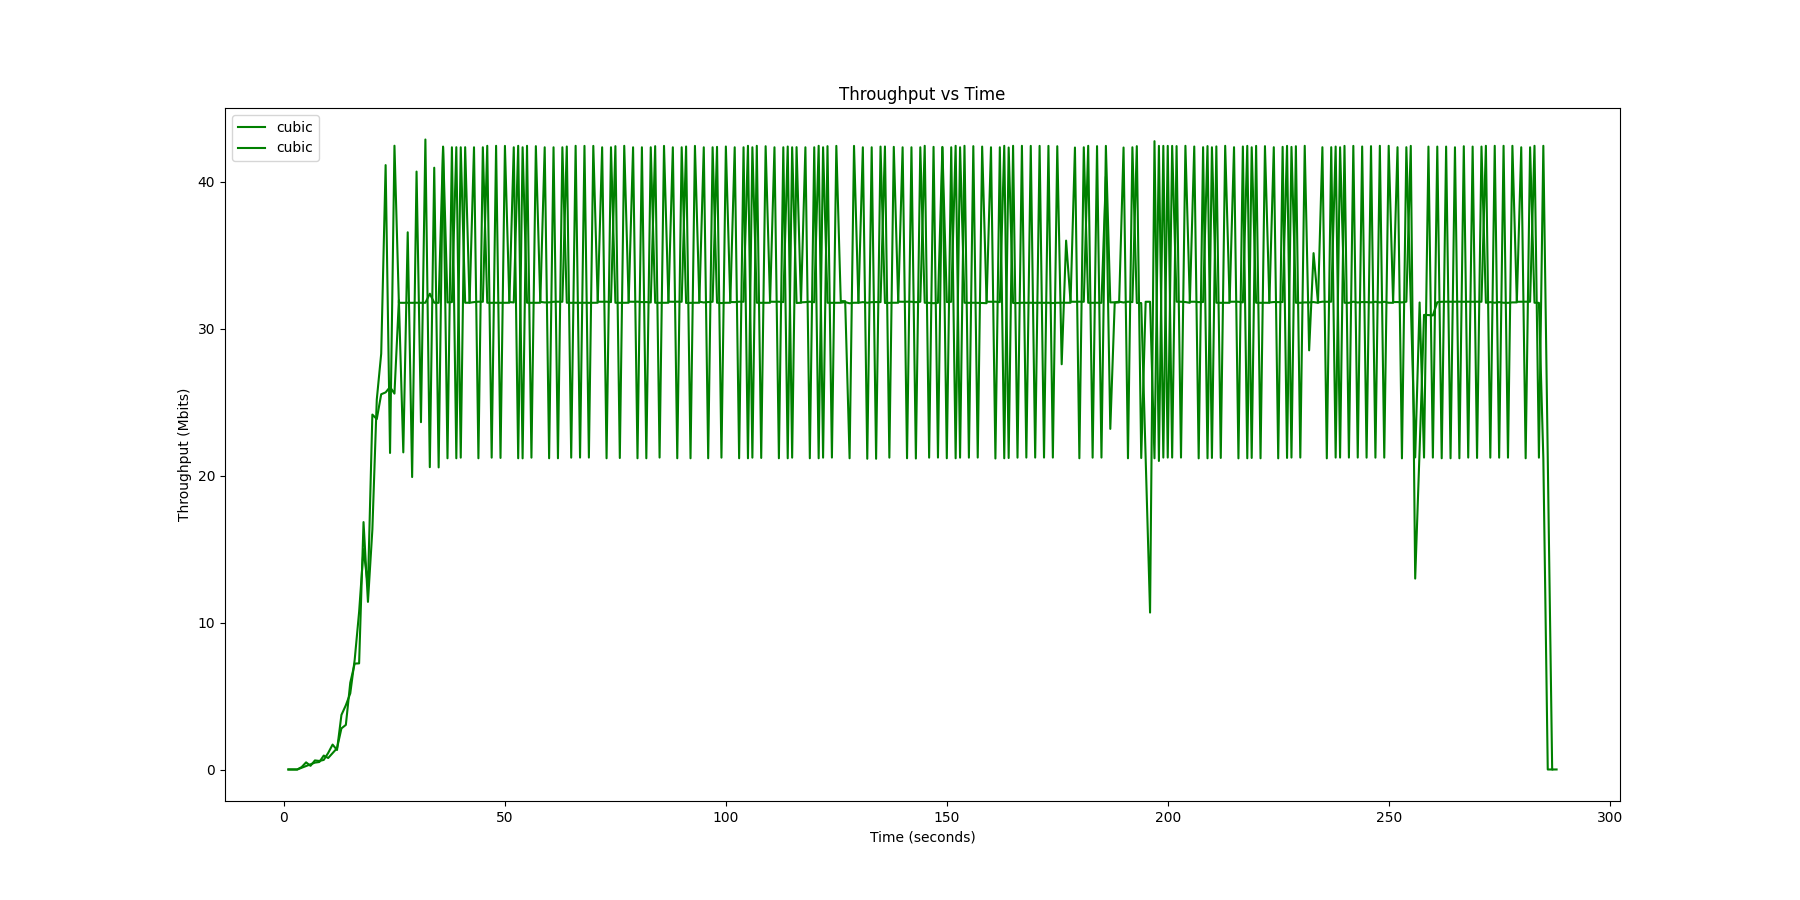 Throughput vs Time
cubic
cubic
40
30
20
10
0
Throughput (Mbits)
0 50 100 150 200 250 300
Time (seconds)